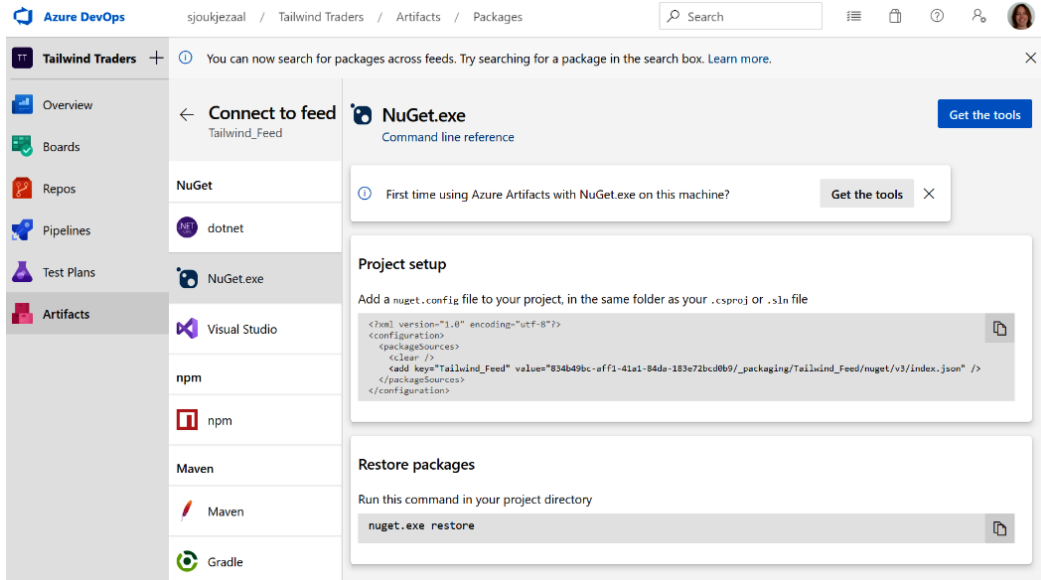 Azure DevOps
sjoukjezaal / Tailwind Traders / Artifacts / Packages
Search
TT
Tailwind Traders
You can now search for packages across feeds. Try searching for a package in the search box. Learn more.
Overview
Boards
Repos
Pipelines
Test Plans
Artifacts
Connect to feed
Tailwind_Feed
NuGet
dotnet
NuGet.exe
Visual Studio
npm
npm
Maven
Maven
Gradle
NuGet.exe
Command line reference
Get the tools
First time using Azure Artifacts with NuGet.exe on this machine?
Get the tools
Project setup
Add a nuget.config file to your project, in the same folder as your .csproj or .sln file
<?xml version="1.0" encoding="utf-8"?>
<configuration>
<packageSources>
<clear />
<add key="Tailwind_Feed" value="834b49bc-aff1-41a1-84da-183e72bcd0b9/_packaging/Tailwind_Feed/nuget/v3/index.json" />
</packageSources>
</configuration>
Restore packages
Run this command in your project directory
nuget.exe restore